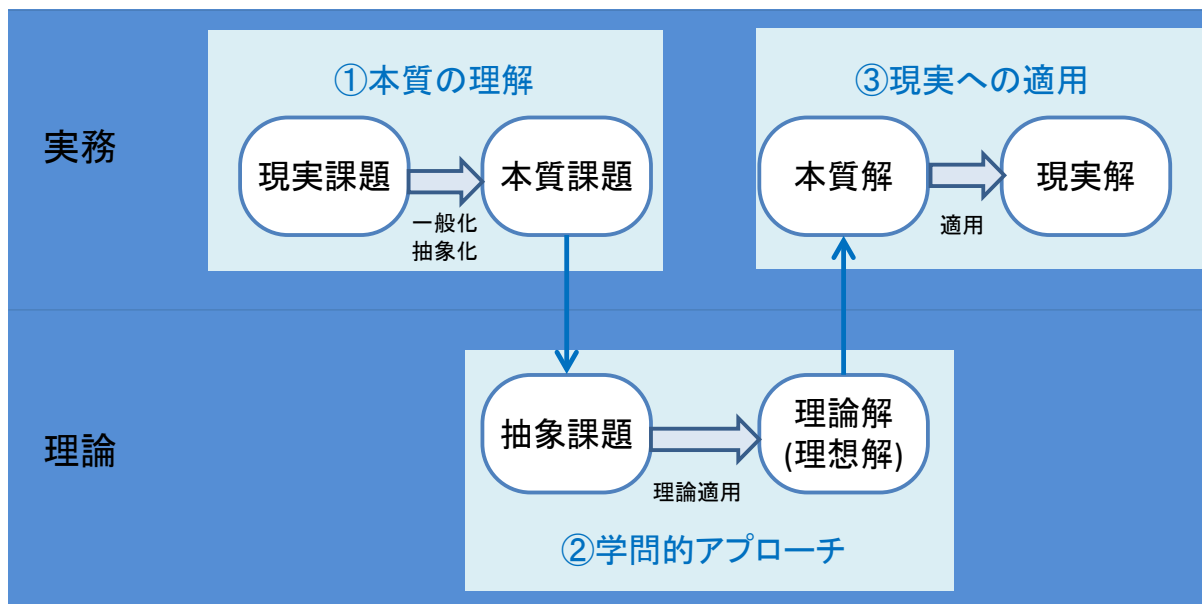 ①本質の理解
③現実への適用
実務
現実課題
本質課題
一般化
抽象化
本質解
現実解
適用
理論
抽象課題
理論適用
理論解
(理想解)
②学問的アプローチ